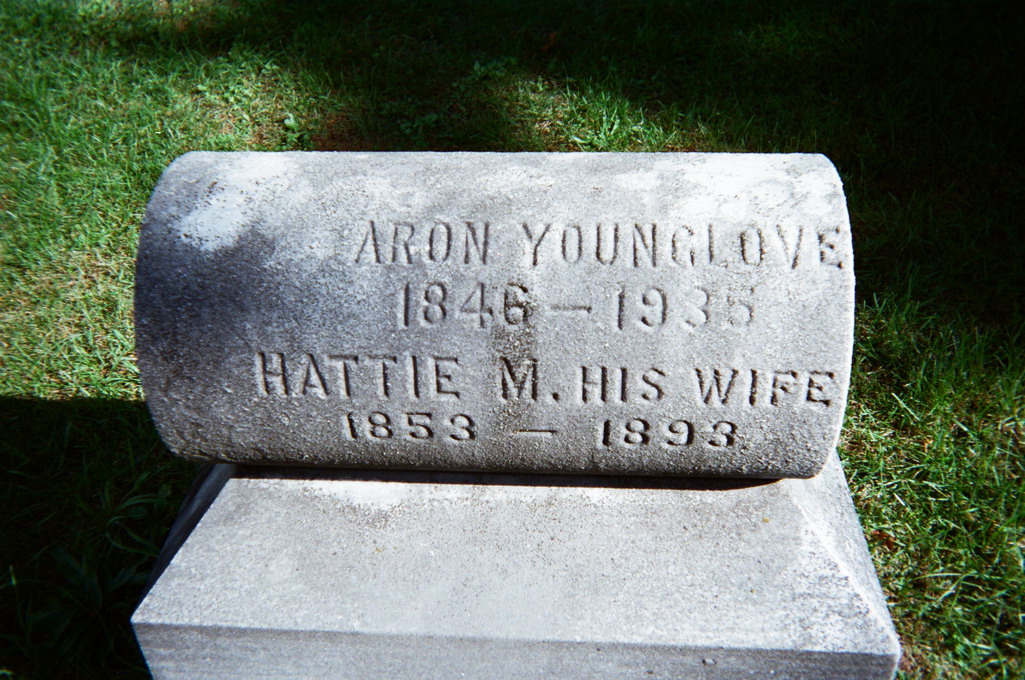 ARON YOUNGLOVE
1846 — 1935
HATTIE M. HIS WIFE
1853 — 1893